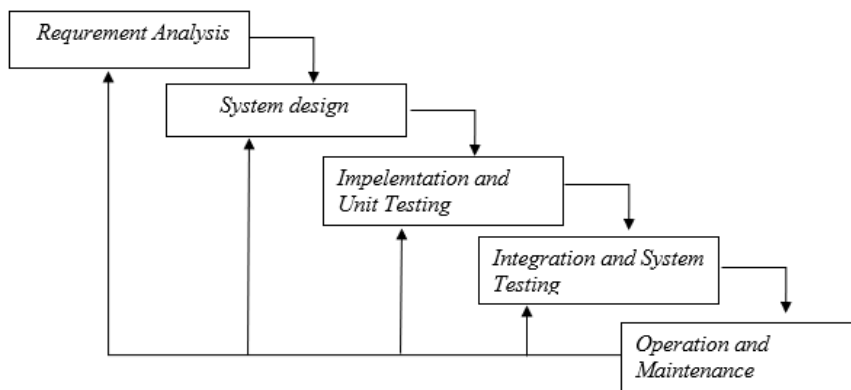 Requrement Analysis
System design
Impelemtation and
Unit Testing
Integration and System
Testing
Operation and
Maintenance